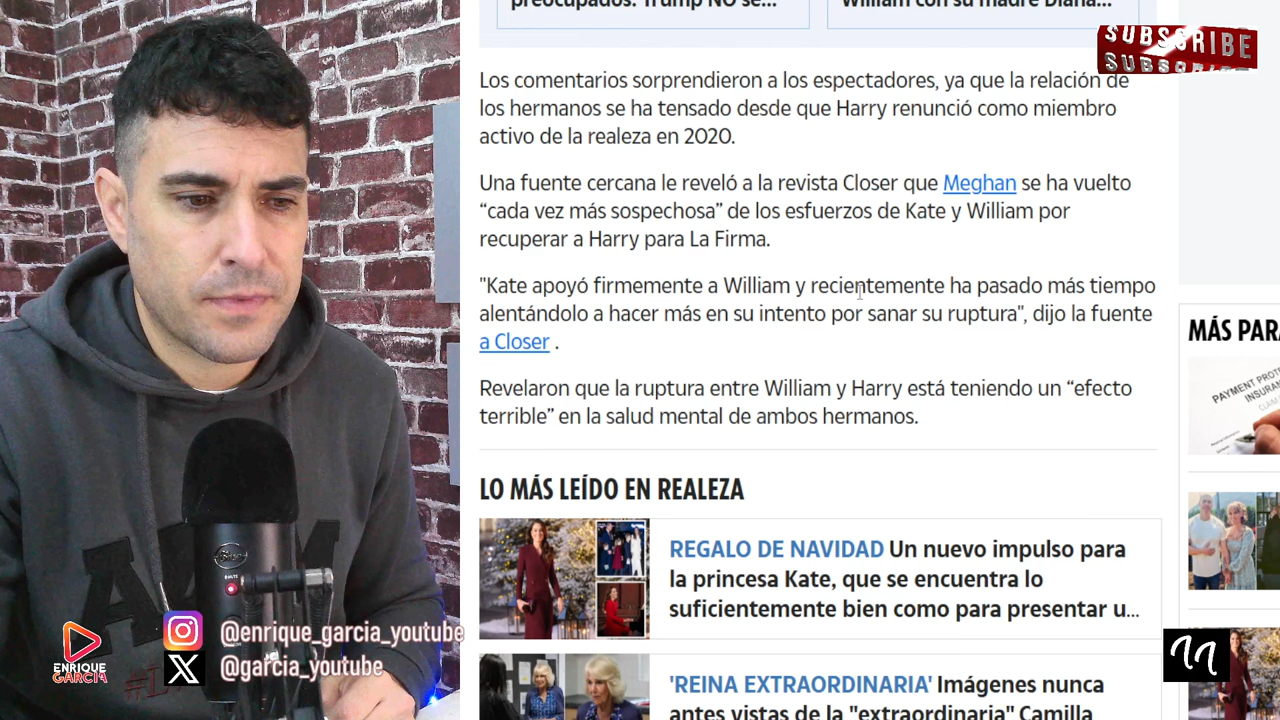 preocupados. Trump NO se...
William con su madre Diana...
SUBSCRIBE
SUBSCRIBE
Los comentarios sorprendieron a los espectadores, ya que la relación de
los hermanos se ha tensado desde que Harry renunció como miembro
activo de la realeza en 2020.
Una fuente cercana le reveló a la revista Closer que Meghan se ha vuelto
“cada vez más sospechosa” de los esfuerzos de Kate y William por
recuperar a Harry para La Firma.
"Kate apoyó firmemente a William y recientemente ha pasado más tiempo
alentándolo a hacer más en su intento por sanar su ruptura", dijo la fuente
a Closer .
Revelaron que la ruptura entre William y Harry está teniendo un “efecto
terrible” en la salud mental de ambos hermanos.
MÁS PARA
PAYMENT PROTE
INSURA
LO MÁS LEÍDO EN REALEZA
REGALO DE NAVIDAD Un nuevo impulso para
la princesa Kate, que se encuentra lo
suficientemente bien como para presentar u...
'REINA EXTRAORDINARIA' Imágenes nunca
antes vistas de la "extraordinaria" Camilla
@enrique_garcia_youtube
@garcia_youtube
ENRIQUE
GARCIA